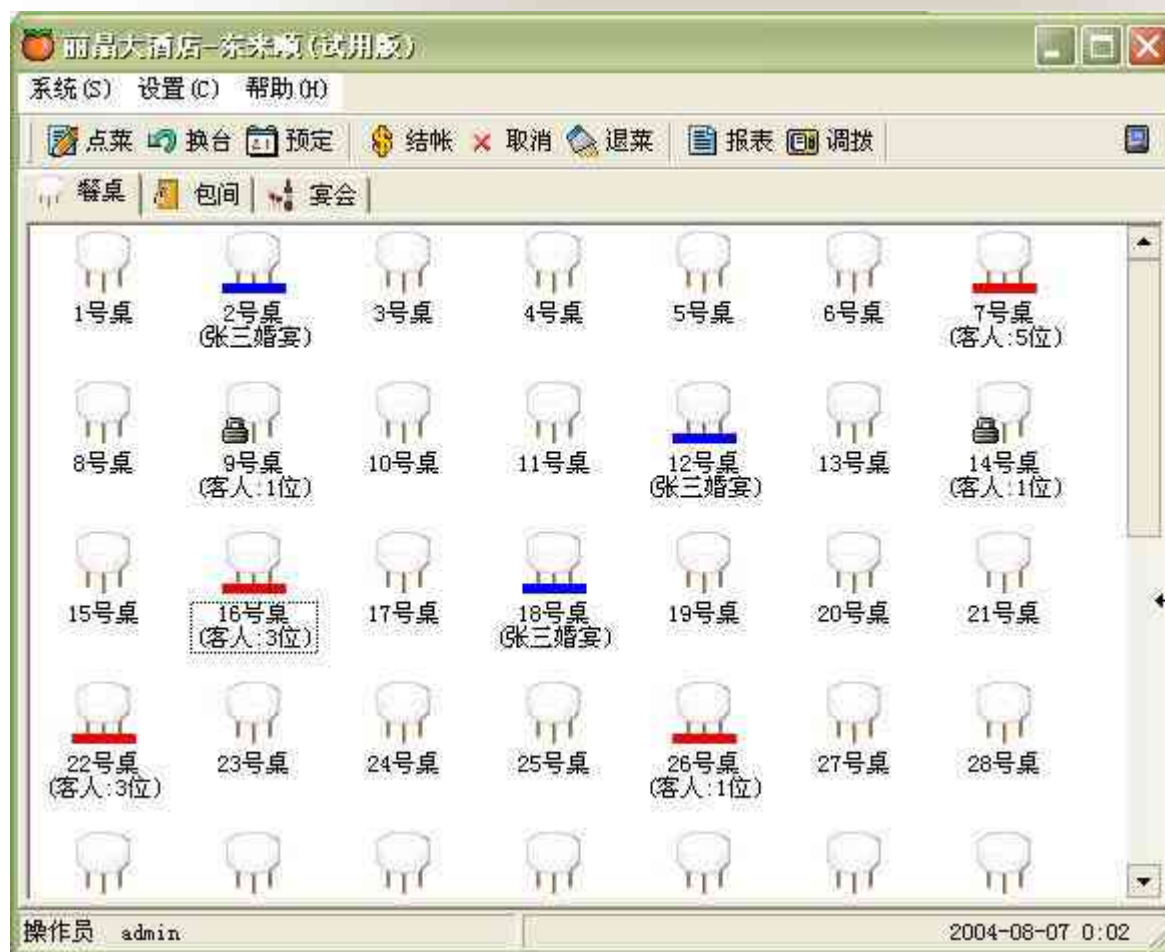 丽晶大酒店-东来顺(试用版)
系统(S) 设置(C) 帮助(H)
点菜 换台 预定 结帐 取消 退菜 报表 调拨
餐桌 包间 宴会
1号桌 2号桌 3号桌 4号桌 5号桌 6号桌 7号桌
(张三婚宴) (客人:5位)
8号桌 9号桌 10号桌 11号桌 12号桌 13号桌 14号桌
(客人:1位) (张三婚宴) (客人:1位)
15号桌 16号桌 17号桌 18号桌 19号桌 20号桌 21号桌
(客人:3位) (张三婚宴)
22号桌 23号桌 24号桌 25号桌 26号桌 27号桌 28号桌
(客人:3位) (客人:1位)
操作员 admin 2004-08-07 0:02